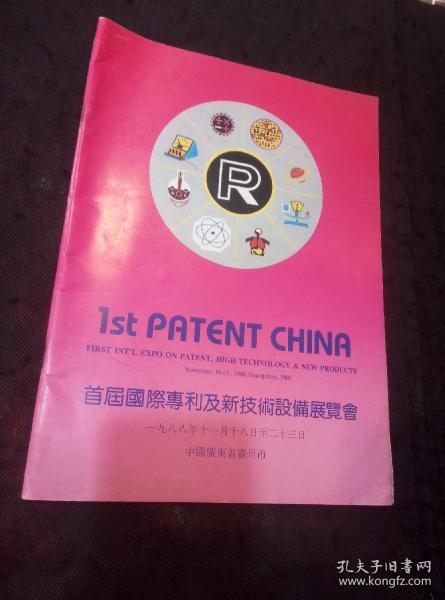 R
1st PATENT CHINA
FIRST INT'L EXPO ON PATENT, HIGH TECHNOLOGY & NEW PRODUCTS
November 18-23, 1988 Guangzhou, PRC
首屆國際專利及新技術設備展覽會
一九八八年十一月十八日至二十三日
中國廣東省廣州市
孔夫子旧书网
www.kongfz.com